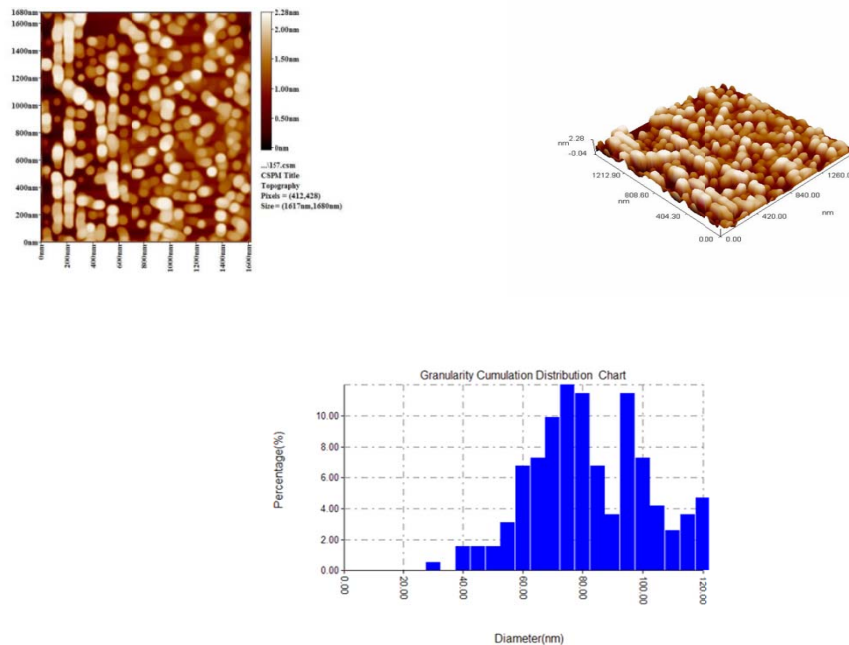 1680nm
1400nm
1200nm
1000nm
800nm
600nm
400nm
200nm
0nm
0nm
200nm
400nm
600nm
800nm
1000nm
1200nm
1400nm
1600nm
2.28nm
2.00nm
1.00nm
0.50nm
0nm
...\157.csm
CSPM Title
Topography
Pixels = (412,428)
Size = (1617nm,1680nm)
2.28
nm
-0.04
1212.90
808.60
nm
404.30
0.00
0.00
420.00
840.00
nm
Granularity Cumulation Distribution Chart
Percentage(%)
10.00
8.00
6.00
4.00
2.00
0.00
0.00
20.00
40.00
60.00
80.00
100.00
120.00
Diameter(nm)